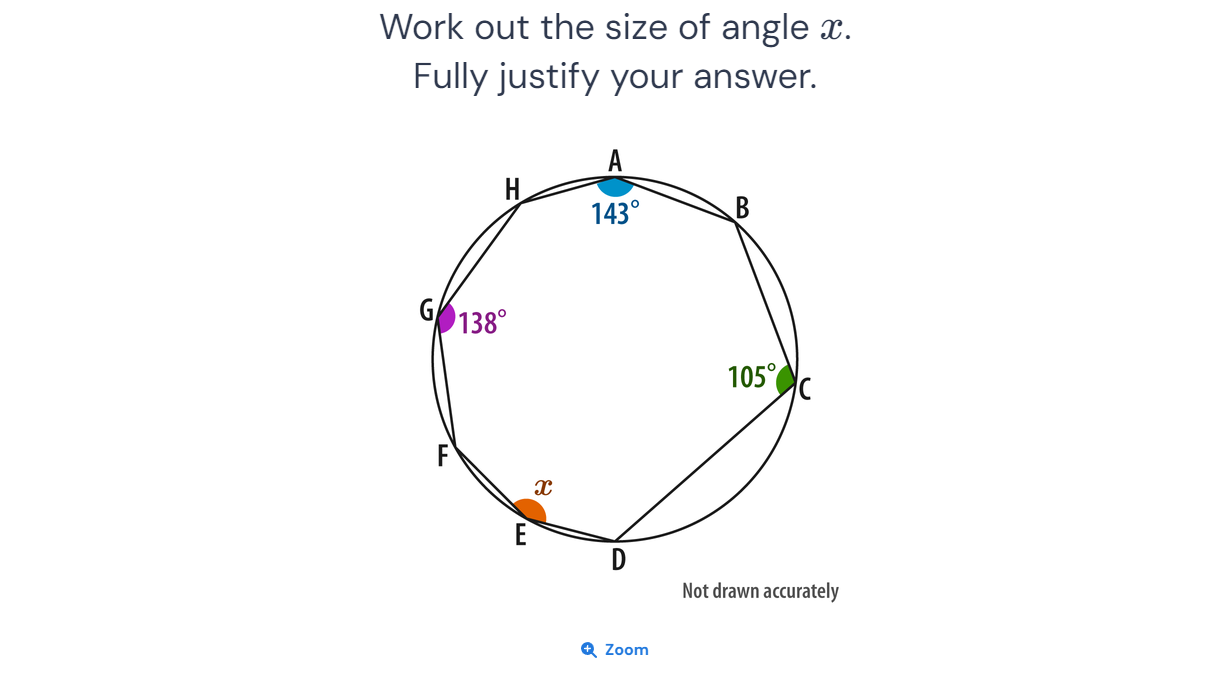 Work out the size of angle x.
Fully justify your answer.
A
H
143°
B
G
138°
105°
C
F
x
E
D
Not drawn accurately
Zoom